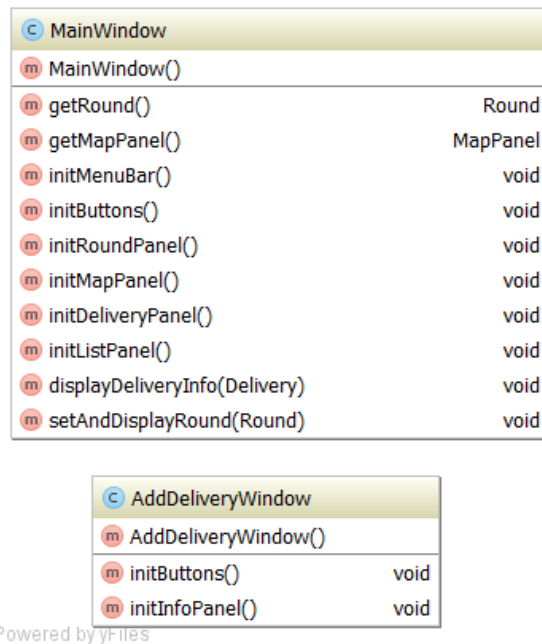 C MainWindow
m MainWindow()
m getRound() Round
m getMapPanel() MapPanel
m initMenuBar() void
m initButtons() void
m initRoundPanel() void
m initMapPanel() void
m initDeliveryPanel() void
m initListPanel() void
m displayDeliveryInfo(Delivery) void
m setAndDisplayRound(Round) void
C AddDeliveryWindow
m AddDeliveryWindow()
m initButtons() void
m initInfoPanel() void
Powered by yFiles